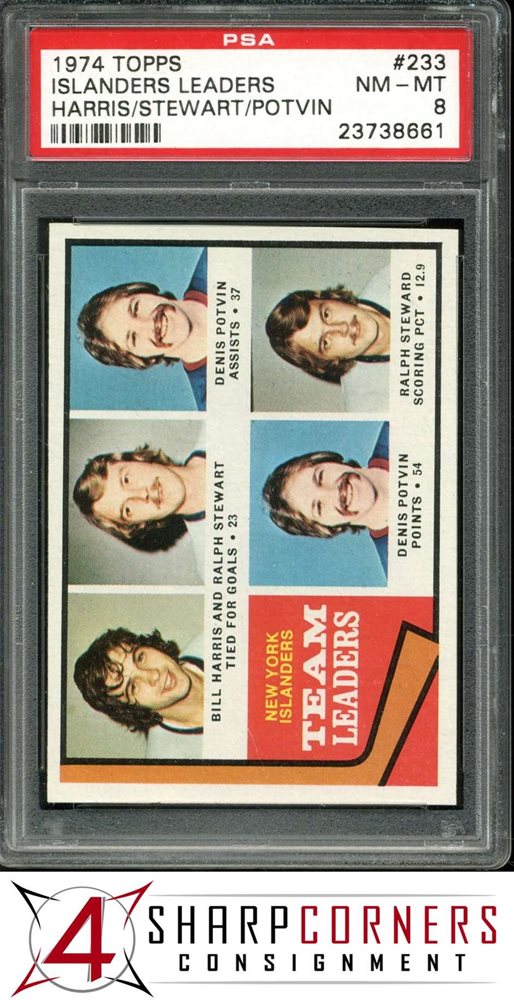 PSA
1974 TOPPS #233
ISLANDERS LEADERS NM - MT
HARRIS/STEWART/POTVIN 8
23738661
BILL HARRIS AND RALPH STEWART
TIED FOR GOALS • 23
DENIS POTVIN
ASSISTS • 37
NEW YORK
ISLANDERS
TEAM
LEADERS
DENIS POTVIN
POINTS • 54
RALPH STEWARD
SCORING PCT • 12.9
4
SHARPCORNERS
CONSIGNMENT